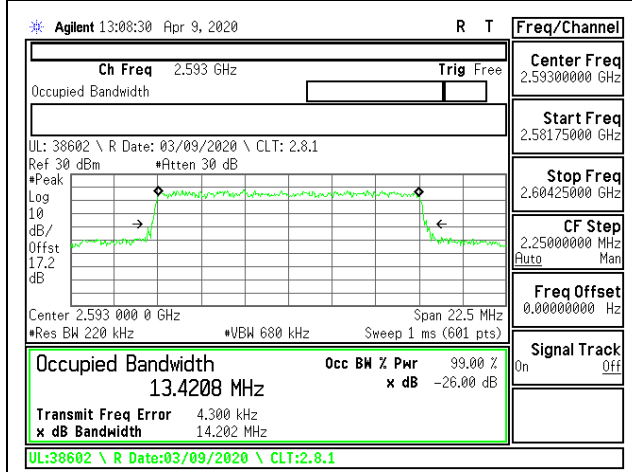 Agilent 13:08:30 Apr 9, 2020 R T
Ch Freq 2.593 GHz Trig Free
Occupied Bandwidth
UL: 38602 \ R Date: 03/09/2020 \ CLT: 2.8.1
Ref 30 dBm #Atten 30 dB
#Peak
Log
10
dB/
Offst
17.2
dB
Center 2.593 000 0 GHz Span 22.5 MHz
#Res BW 220 kHz #VBW 680 kHz Sweep 1 ms (601 pts)
Occupied Bandwidth Occ BW % Pwr 99.00 %
13.4208 MHz x dB -26.00 dB
Transmit Freq Error 4.300 kHz
x dB Bandwidth 14.202 MHz
UL:38602 \ R Date:03/09/2020 \ CLT:2.8.1
Freq/Channel
Center Freq
2.59300000 GHz
Start Freq
2.58175000 GHz
Stop Freq
2.60425000 GHz
CF Step
2.25000000 MHz
Auto Man
Freq Offset
0.00000000 Hz
Signal Track
On Off